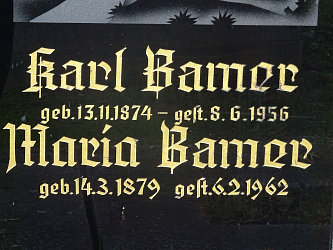 Karl Bamer
geb. 13.11.1874 – gest. 8. 6. 1956
Maria Bamer
geb. 14.3.1879 gest. 6.2.1962